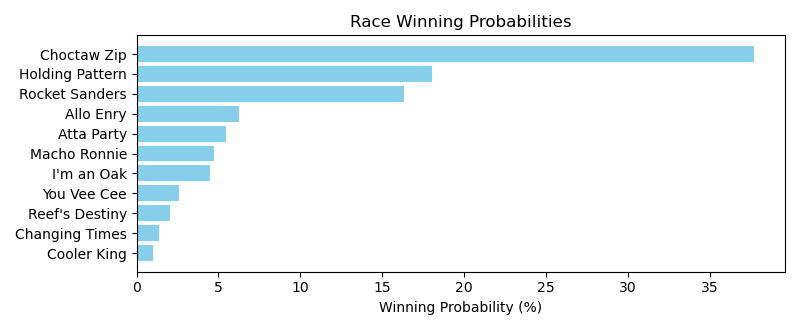 Race Winning Probabilities
Choctaw Zip
Holding Pattern
Rocket Sanders
Allo Enry
Atta Party
Macho Ronnie
I'm an Oak
You Vee Cee
Reef's Destiny
Changing Times
Cooler King
0 5 10 15 20 25 30 35
Winning Probability (%)